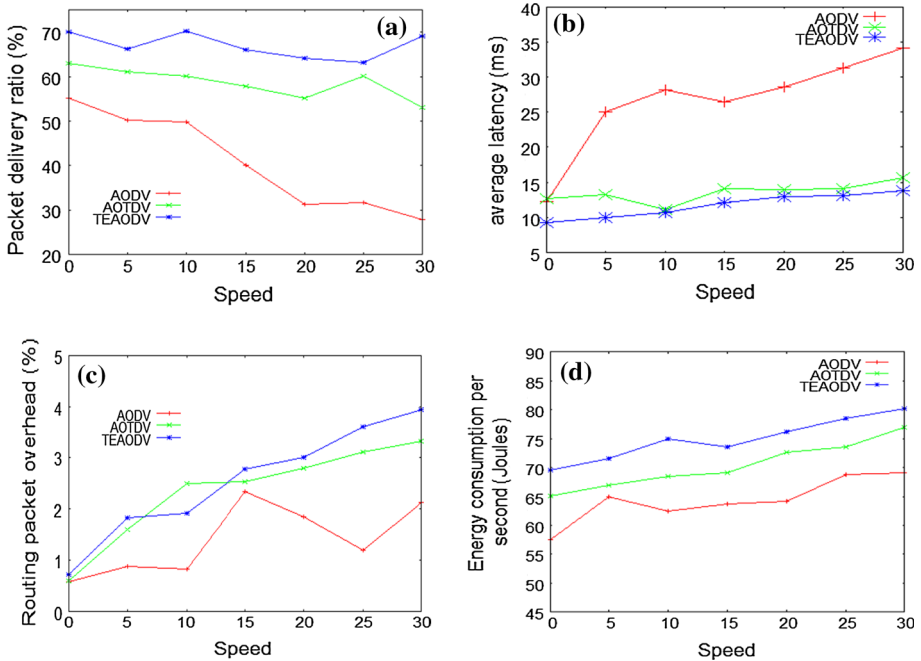 (a)
Packet delivery ratio (%)
70
60
50
40
30
20
AODV
AOTDV
TEAODV
0 5 10 15 20 25 30
Speed
(b)
average latency (ms)
40
35
30
25
20
15
10
5
AODV
AOTDV
TEAODV
0 5 10 15 20 25 30
Speed
(c)
Routing packet overhead (%)
5
4
3
2
1
0
AODV
AOTDV
TEAODV
0 5 10 15 20 25 30
Speed
(d)
Energy consumption per
second (Joules)
90
85
80
75
70
65
60
55
50
45
AODV
AOTDV
TEAODV
0 5 10 15 20 25 30
Speed